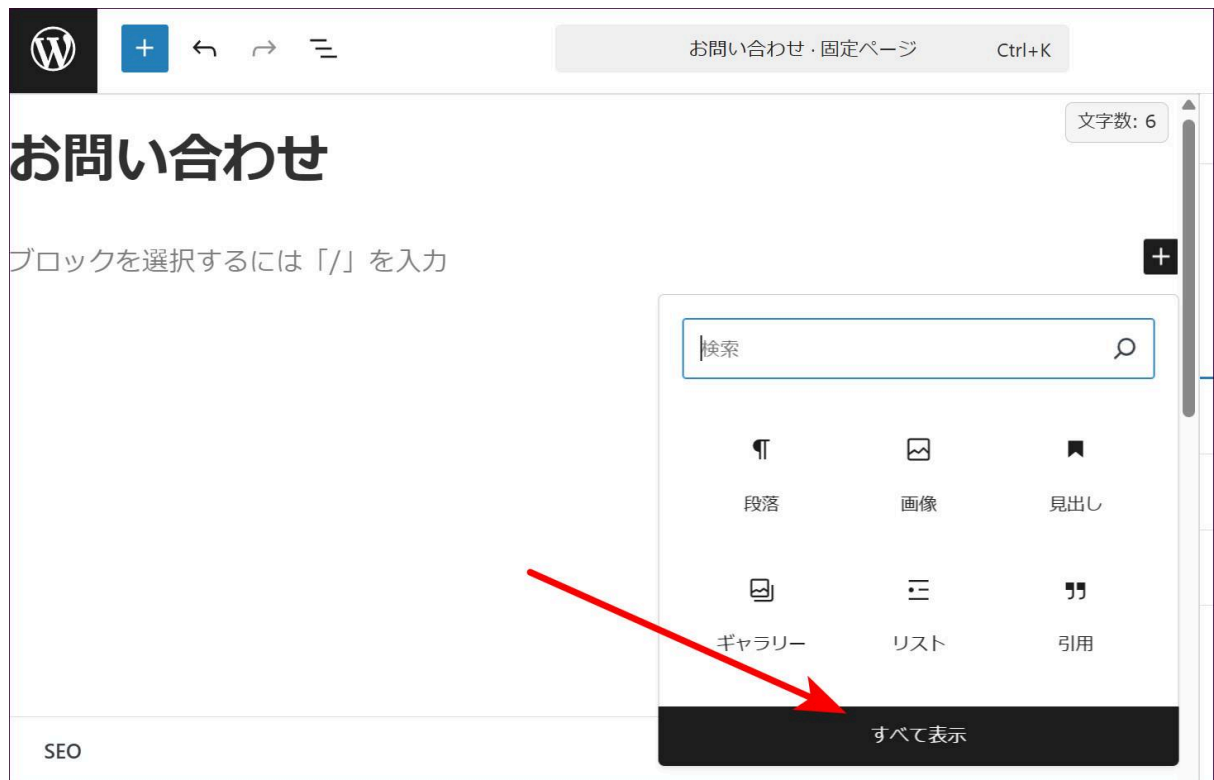 お問い合わせ · 固定ページ Ctrl+K
文字数: 6
お問い合わせ
ブロックを選択するには「/」を入力
検索
段落 画像 見出し
ギャラリー リスト 引用
すべて表示
SEO